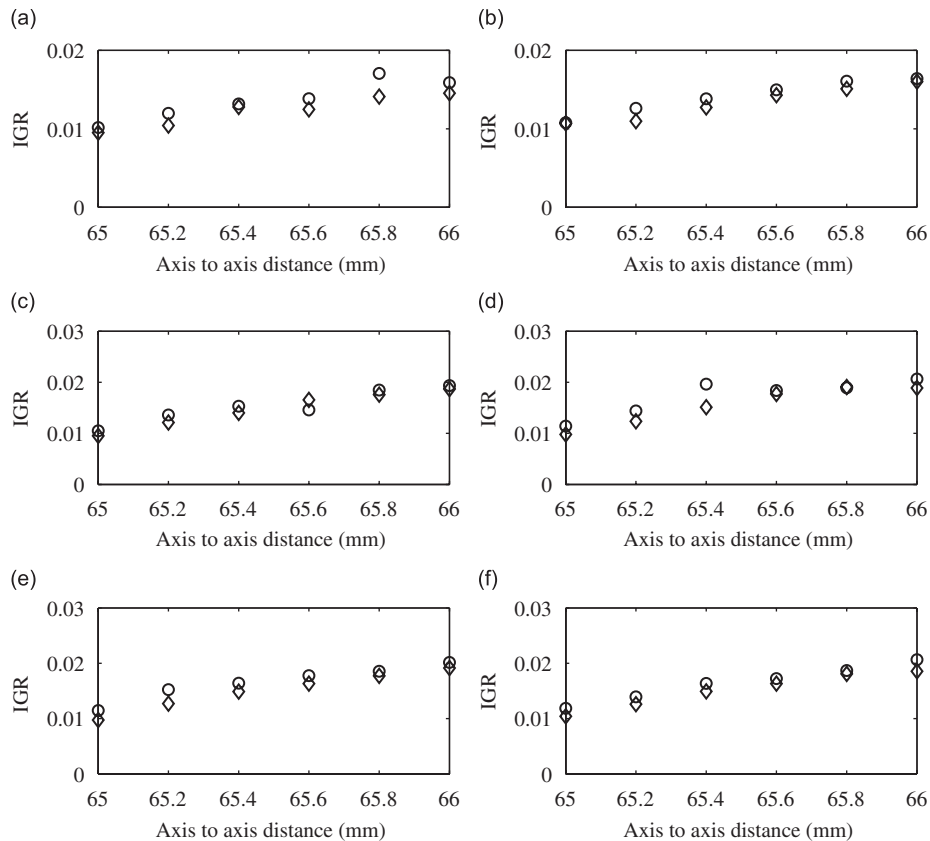 (a)
(b)
0.02
0.01
0
IGR
65 65.2 65.4 65.6 65.8 66
Axis to axis distance (mm)
0.02
0.01
0
IGR
65 65.2 65.4 65.6 65.8 66
Axis to axis distance (mm)
(c)
(d)
0.03
0.02
0.01
0
IGR
65 65.2 65.4 65.6 65.8 66
Axis to axis distance (mm)
0.03
0.02
0.01
0
IGR
65 65.2 65.4 65.6 65.8 66
Axis to axis distance (mm)
(e)
(f)
0.03
0.02
0.01
0
IGR
65 65.2 65.4 65.6 65.8 66
Axis to axis distance (mm)
0.03
0.02
0.01
0
IGR
65 65.2 65.4 65.6 65.8 66
Axis to axis distance (mm)